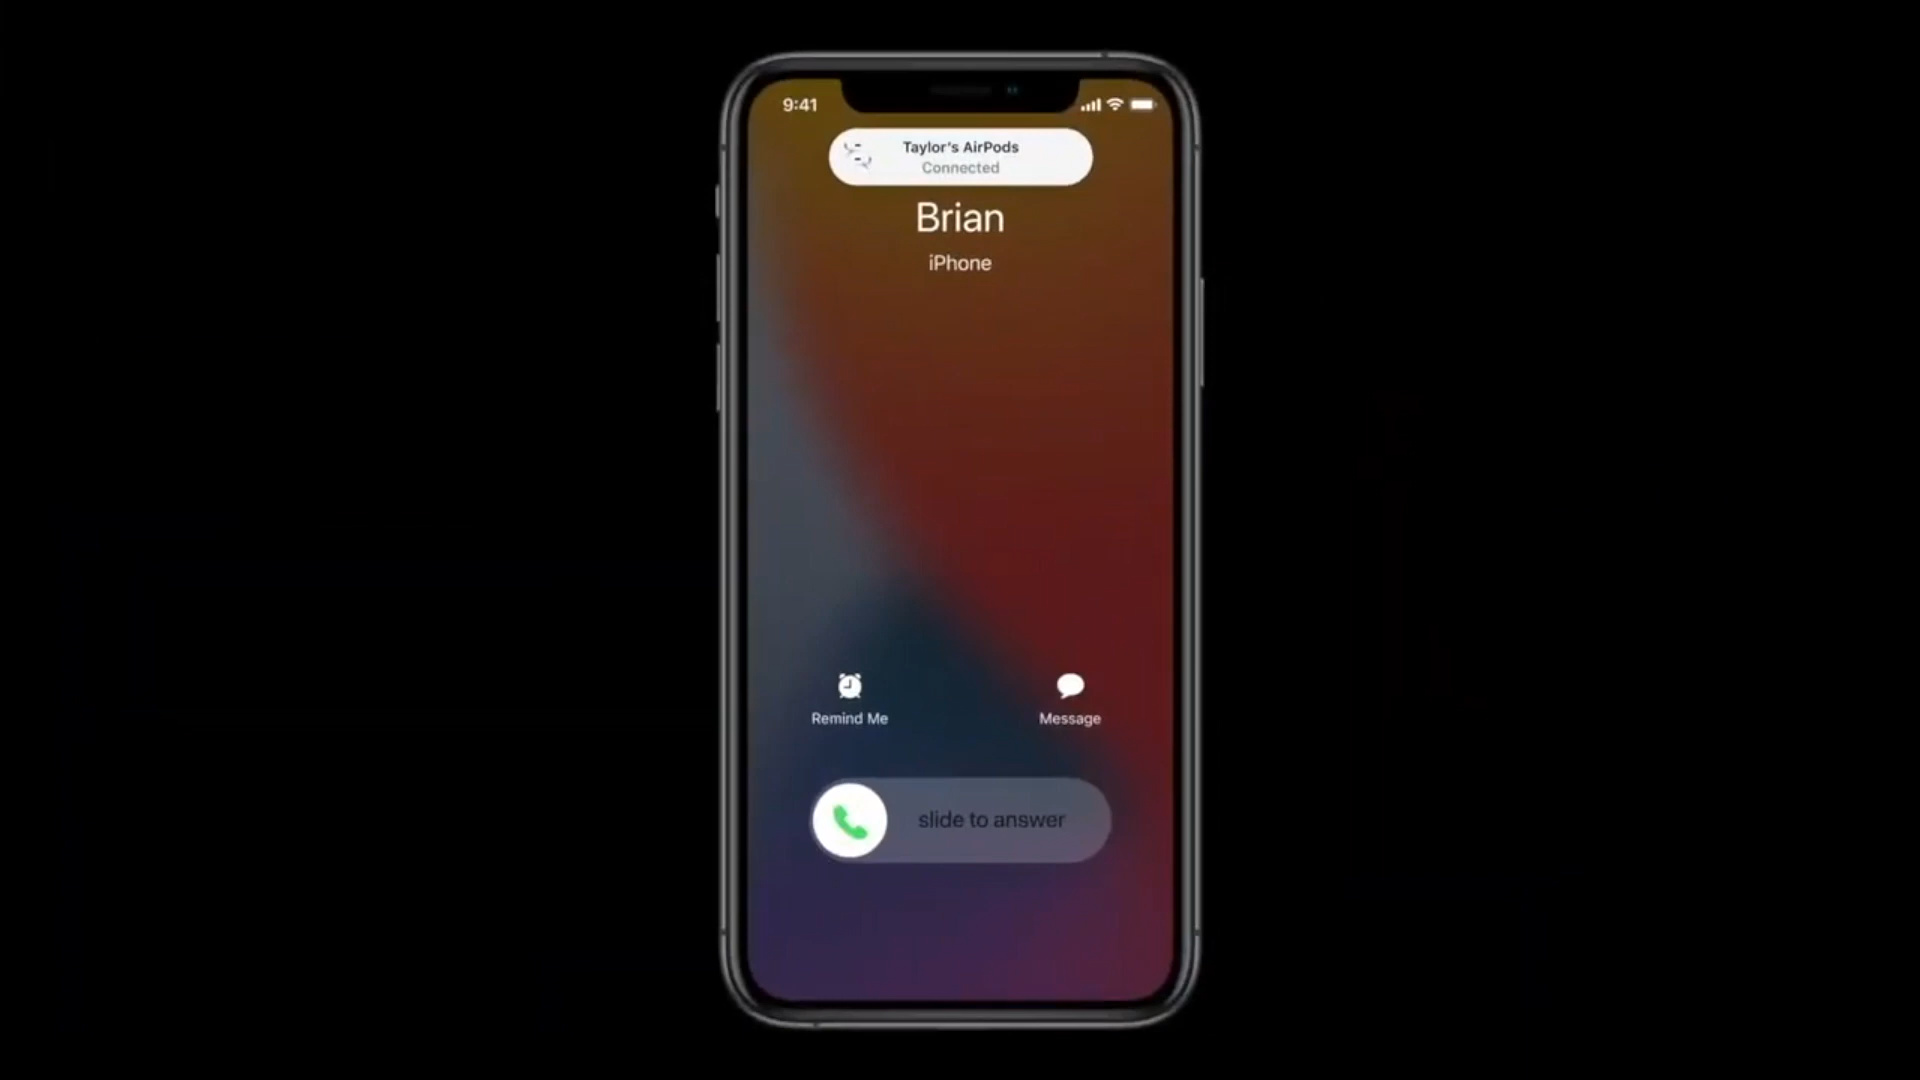 9:41
Taylor's AirPods
Connected
Brian
iPhone
Remind Me
Message
slide to answer